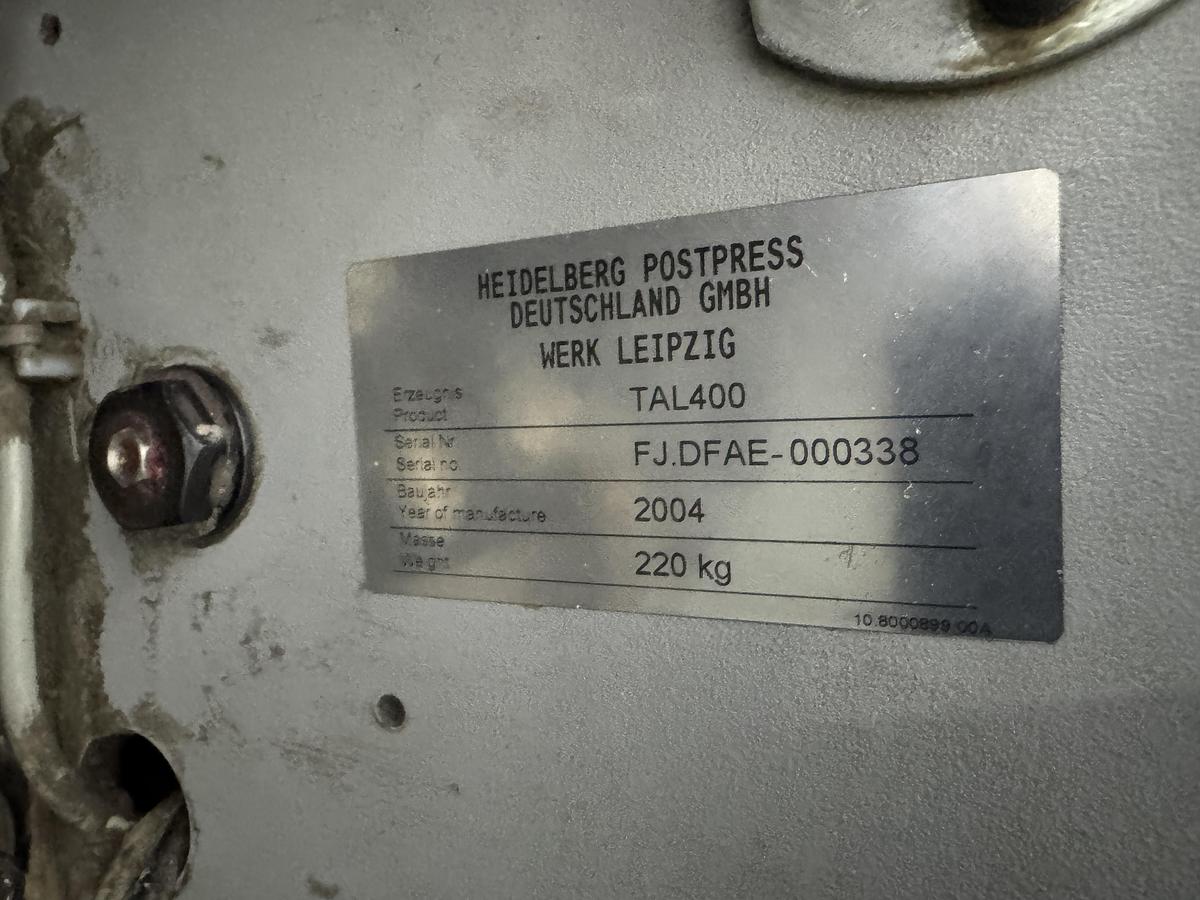 HEIDELBERG POSTPRESS
DEUTSCHLAND GMBH
WERK LEIPZIG
Erzeugnis
Product TAL400
Serial Nr
Serial no. FJ.DFAE-000338
Baujahr
Year of manufacture 2004
Masse
Weight 220 kg
10.8000899.00A